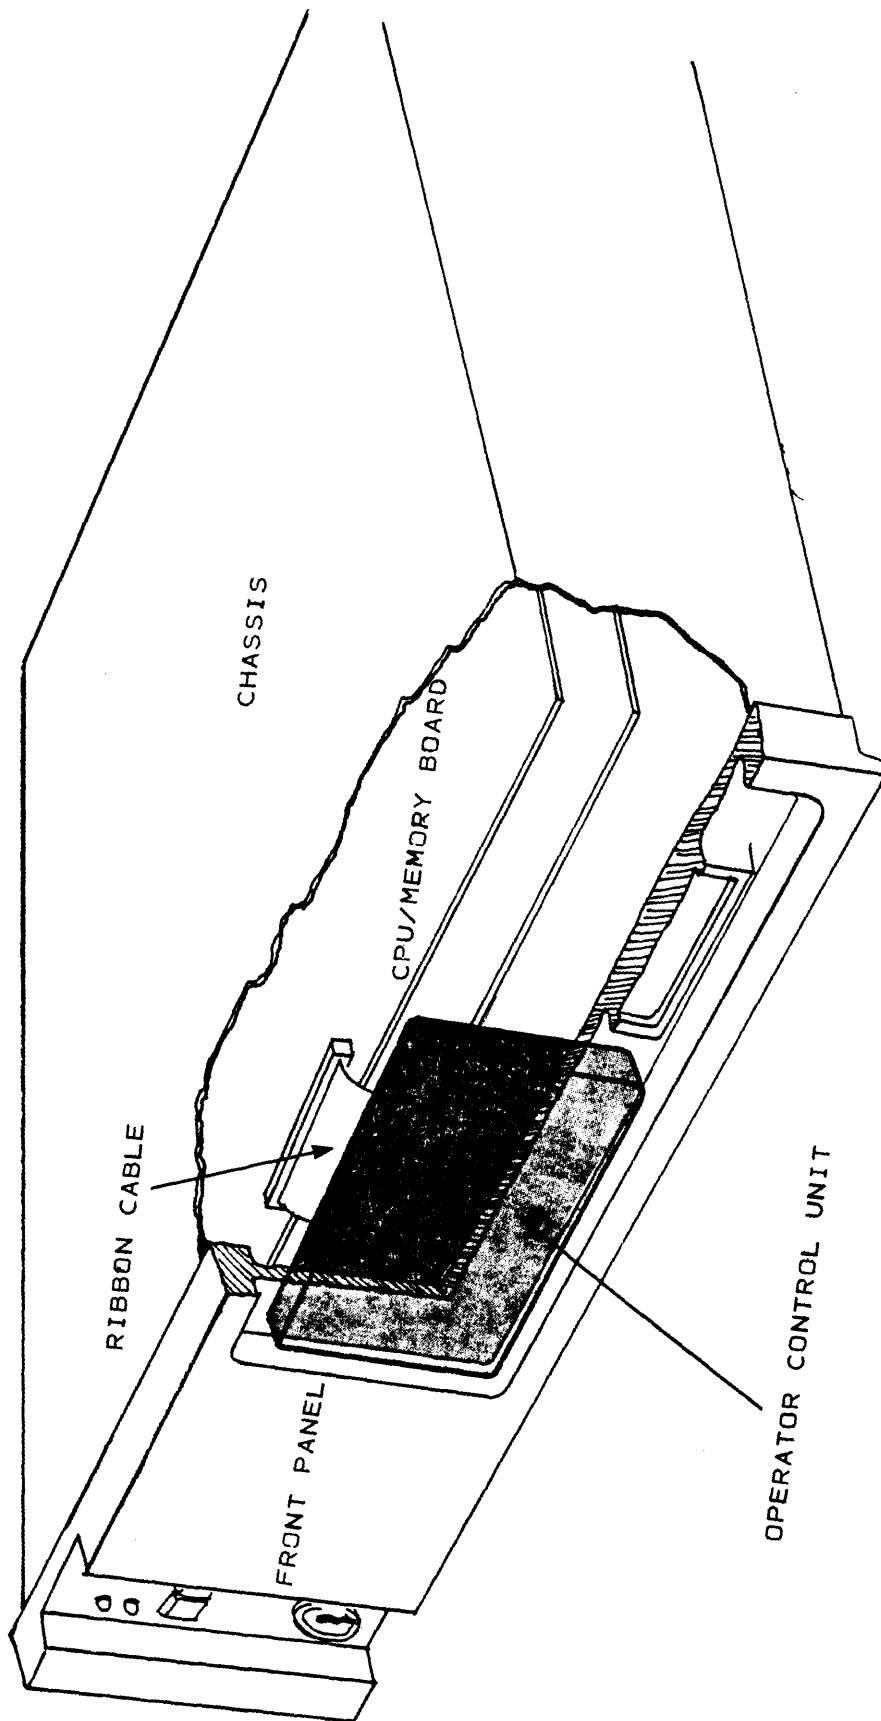 CHASSIS
CPU/MEMORY BOARD
RIBBON CABLE
FRONT PANEL
OPERATOR CONTROL UNIT